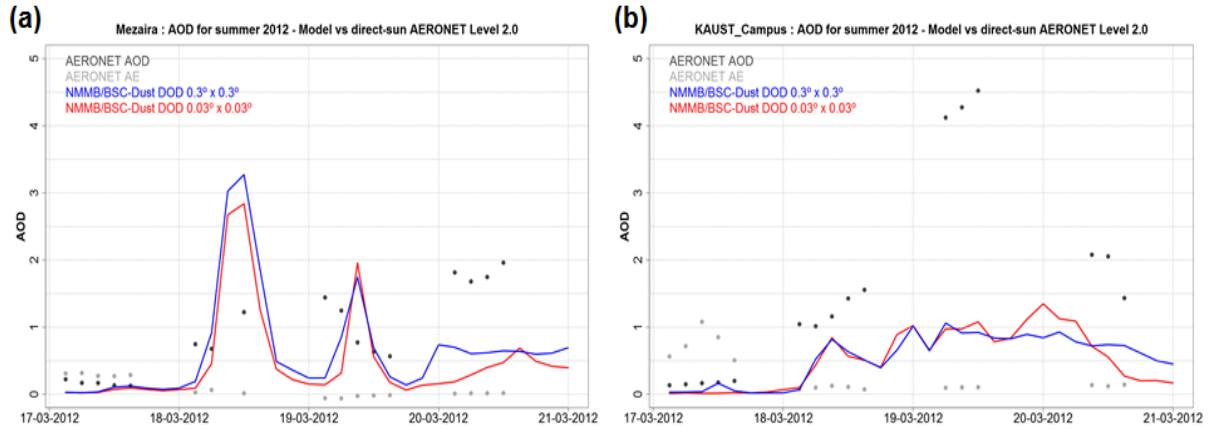 (a)
Mezaira : AOD for summer 2012 - Model vs direct-sun AERONET Level 2.0
AERONET AOD
AERONET AE
NMMB/BSC-Dust DOD 0.3º x 0.3º
NMMB/BSC-Dust DOD 0.03º x 0.03º
AOD
5
4
3
2
1
0
17-03-2012 18-03-2012 19-03-2012 20-03-2012 21-03-2012
(b)
KAUST_Campus : AOD for summer 2012 - Model vs direct-sun AERONET Level 2.0
AERONET AOD
AERONET AE
NMMB/BSC-Dust DOD 0.3º x 0.3º
NMMB/BSC-Dust DOD 0.03º x 0.03º
AOD
5
4
3
2
1
0
17-03-2012 18-03-2012 19-03-2012 20-03-2012 21-03-2012